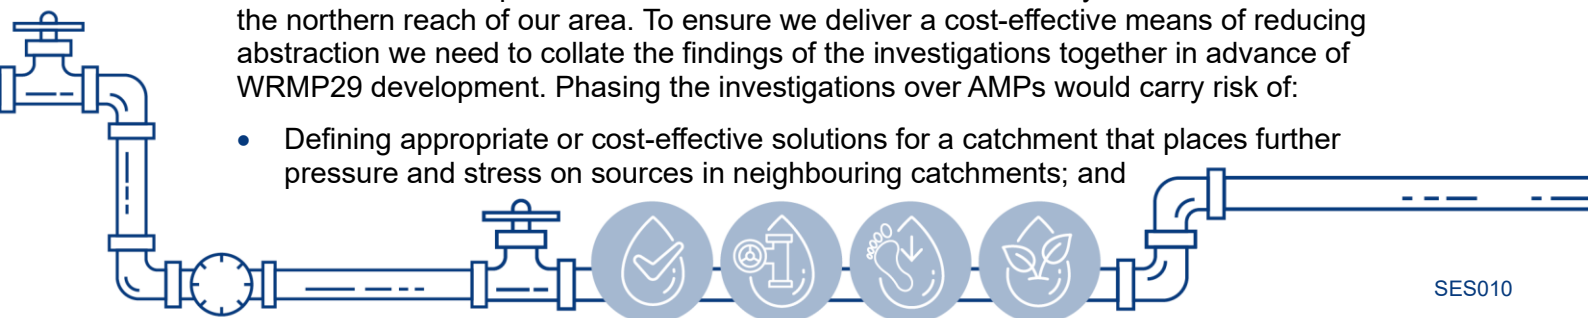 the northern reach of our area. To ensure we deliver a cost-effective means of reducing
abstraction we need to collate the findings of the investigations together in advance of
WRMP29 development. Phasing the investigations over AMPs would carry risk of:
• Defining appropriate or cost-effective solutions for a catchment that places further
pressure and stress on sources in neighbouring catchments; and
SES010